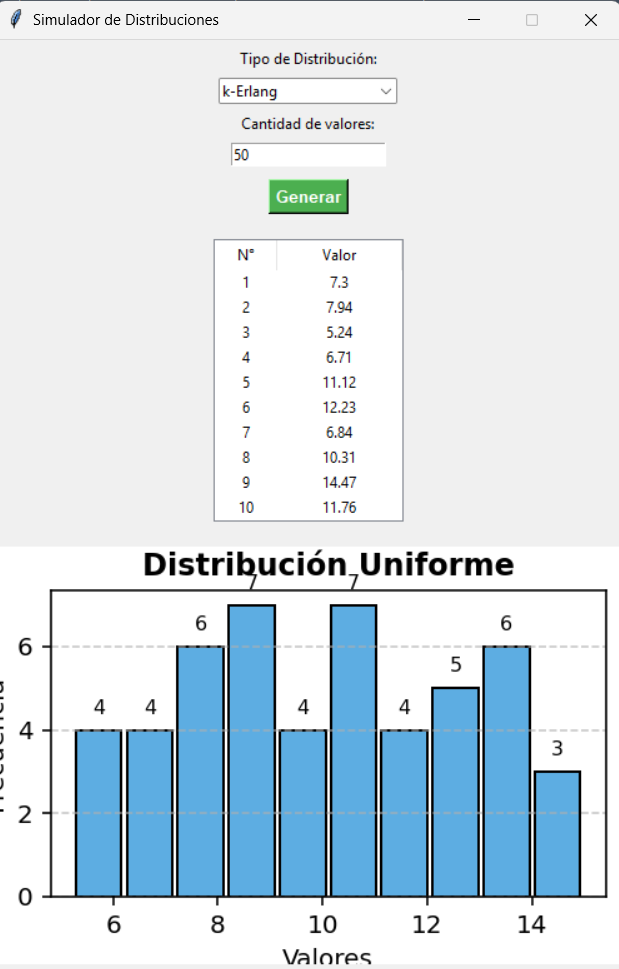 Simulador de Distribuciones
Tipo de Distribución:
k-Erlang
Cantidad de valores:
50
Generar
N° Valor
1 7.3
2 7.94
3 5.24
4 6.71
5 11.12
6 12.23
7 6.84
8 10.31
9 14.47
10 11.76
Distribución Uniforme
4 4 6 7 4 7 4 5 6 3
6
4
2
0
6 8 10 12 14
Valores